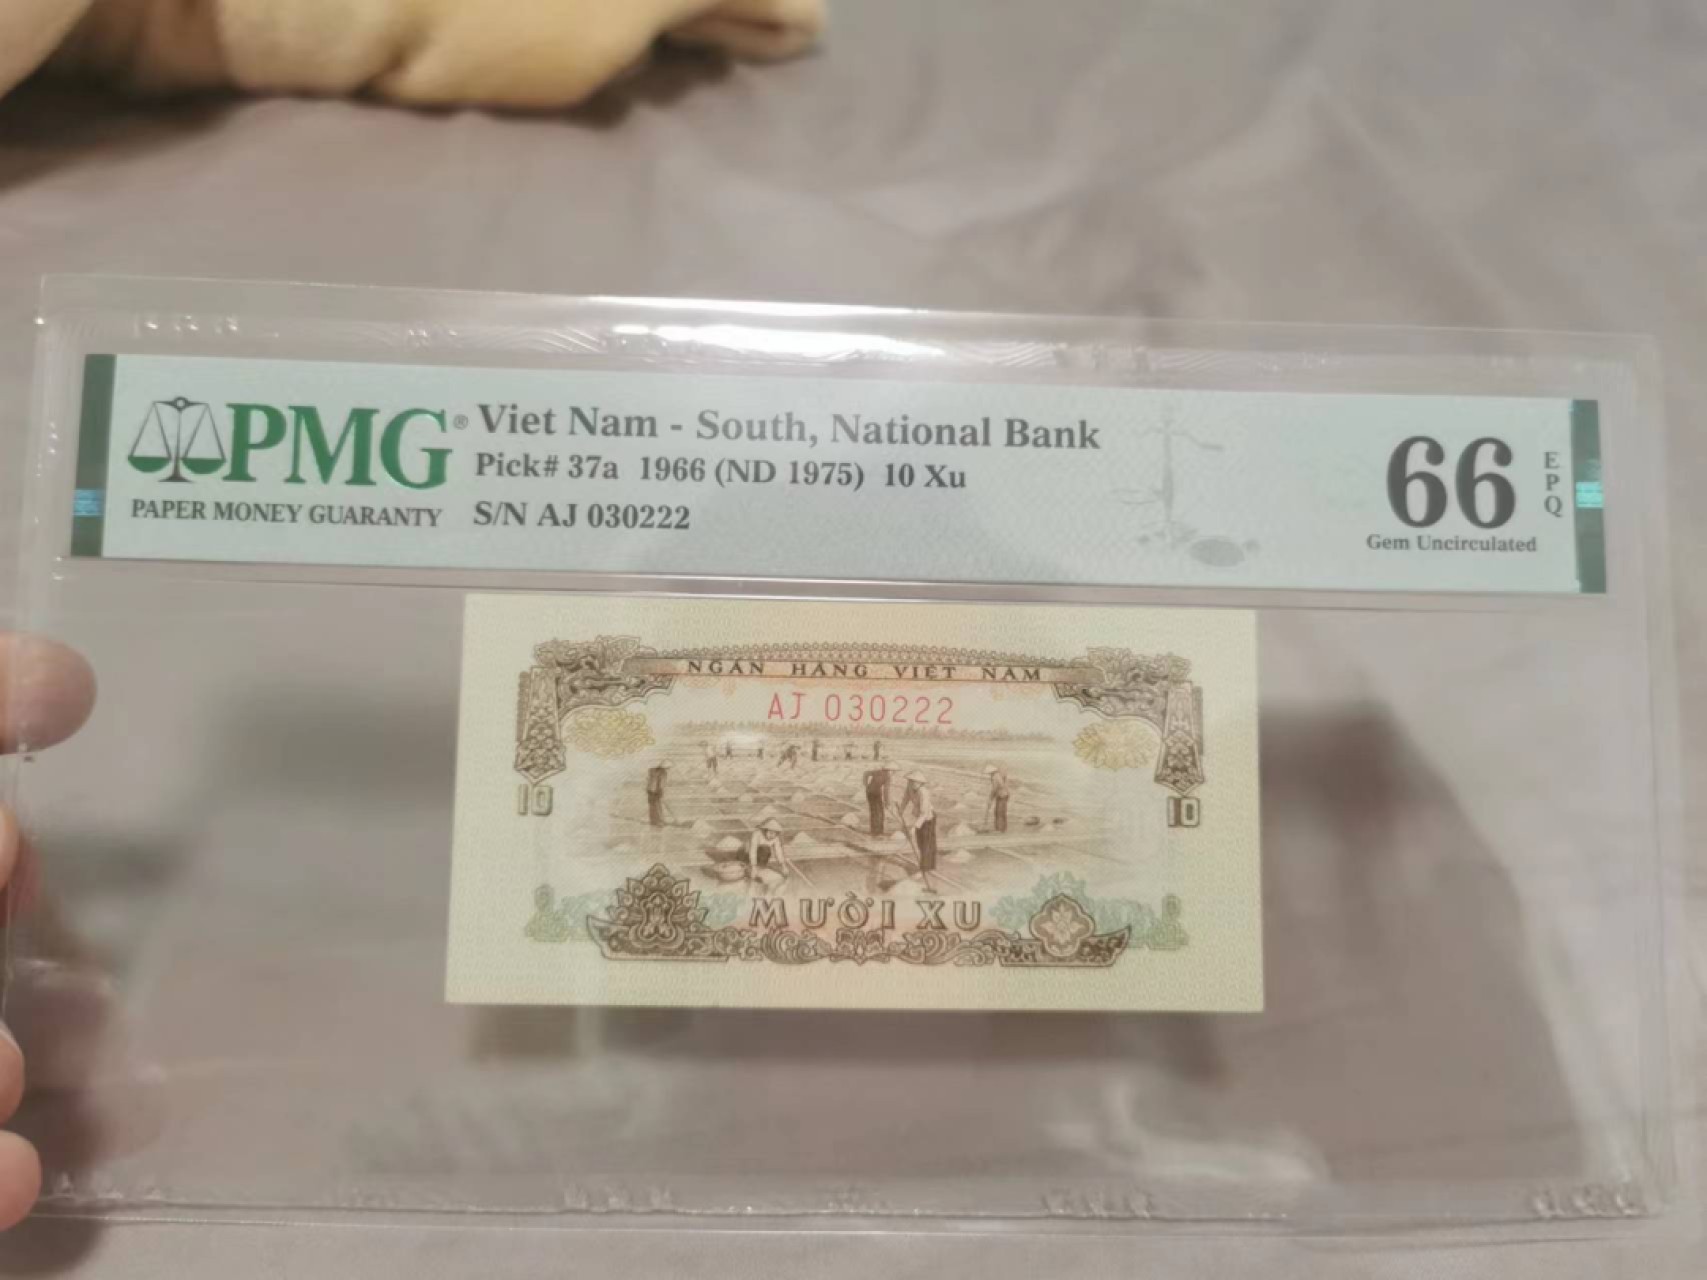 PMG®
PAPER MONEY GUARANTY
Viet Nam - South, National Bank
Pick# 37a 1966 (ND 1975) 10 Xu
S/N AJ 030222
66
EPQ
Gem Uncirculated
NGÂN HÀNG VIỆT NAM
AJ 030222
10
10
MƯỜI XU